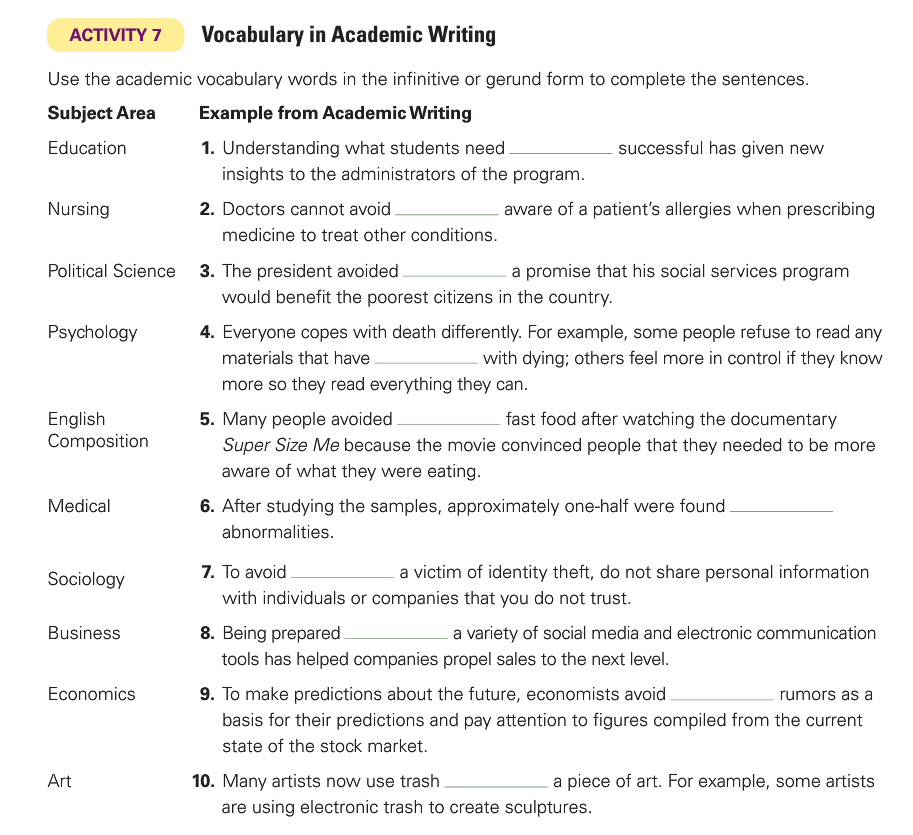 ACTIVITY 7 Vocabulary in Academic Writing
Use the academic vocabulary words in the infinitive or gerund form to complete the sentences.
Subject Area Example from Academic Writing
Education 1. Understanding what students need __________ successful has given new
insights to the administrators of the program.
Nursing 2. Doctors cannot avoid __________ aware of a patient's allergies when prescribing
medicine to treat other conditions.
Political Science 3. The president avoided __________ a promise that his social services program
would benefit the poorest citizens in the country.
Psychology 4. Everyone copes with death differently. For example, some people refuse to read any
materials that have __________ with dying; others feel more in control if they know
more so they read everything they can.
English 5. Many people avoided __________ fast food after watching the documentary
Composition Super Size Me because the movie convinced people that they needed to be more
aware of what they were eating.
Medical 6. After studying the samples, approximately one-half were found __________
abnormalities.
Sociology 7. To avoid __________ a victim of identity theft, do not share personal information
with individuals or companies that you do not trust.
Business 8. Being prepared __________ a variety of social media and electronic communication
tools has helped companies propel sales to the next level.
Economics 9. To make predictions about the future, economists avoid __________ rumors as a
basis for their predictions and pay attention to figures compiled from the current
state of the stock market.
Art 10. Many artists now use trash __________ a piece of art. For example, some artists
are using electronic trash to create sculptures.